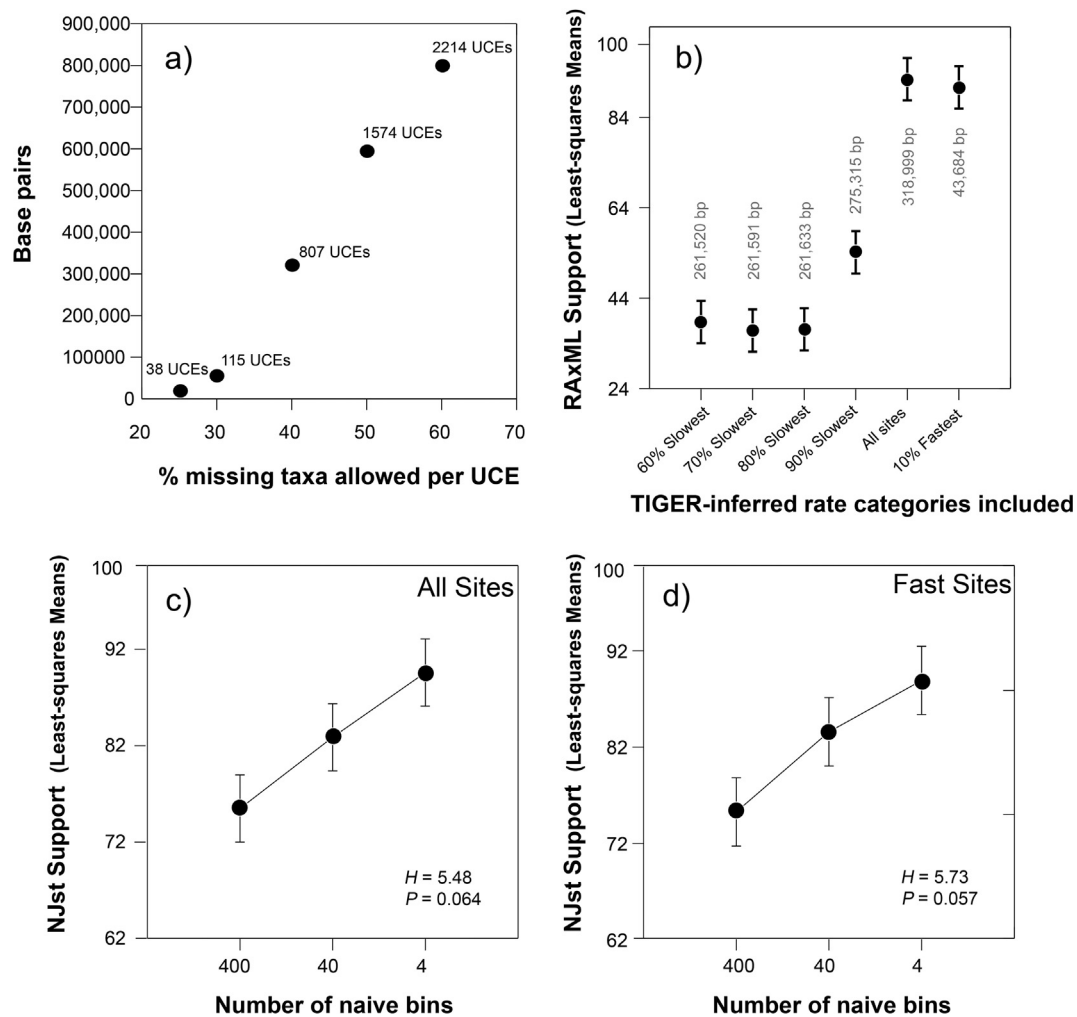 a)
Base pairs
900,000
800,000
700,000
600,000
500,000
400,000
300,000
200,000
100000
0
2214 UCEs
1574 UCEs
807 UCEs
115 UCEs
38 UCEs
20 30 40 50 60 70
% missing taxa allowed per UCE
b)
RAxML Support (Least-squares Means)
100
84
64
44
24
261,520 bp
261,591 bp
261,633 bp
275,315 bp
318,999 bp
43,684 bp
60% Slowest
70% Slowest
80% Slowest
90% Slowest
All sites
10% Fastest
TIGER-inferred rate categories included
c)
All Sites
NJst Support (Least-squares Means)
100
92
82
72
62
H = 5.48
P = 0.064
400 40 4
Number of naive bins
d)
Fast Sites
NJst Support (Least-squares Means)
100
92
82
72
62
H = 5.73
P = 0.057
400 40 4
Number of naive bins